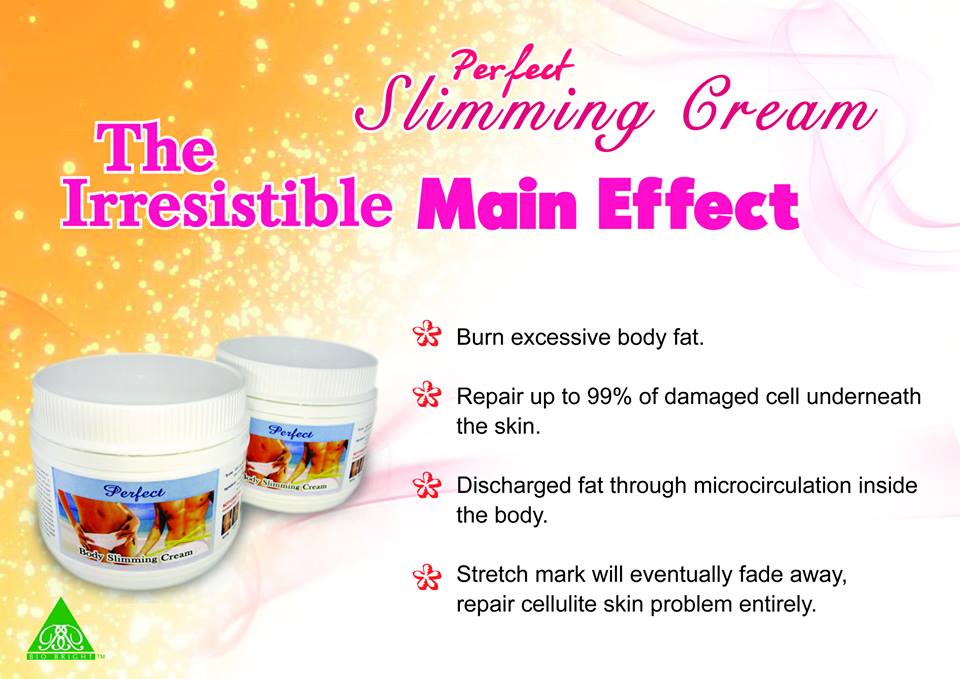 Perfect
Slimming Cream
The
Irresistible Main Effect
Burn excessive body fat.
Repair up to 99% of damaged cell underneath
the skin.
Discharged fat through microcirculation inside
the body.
Stretch mark will eventually fade away,
repair cellulite skin problem entirely.
Perfect
Body Slimming Cream
Perfect
Body Slimming Cream
BIO BRIGHT™